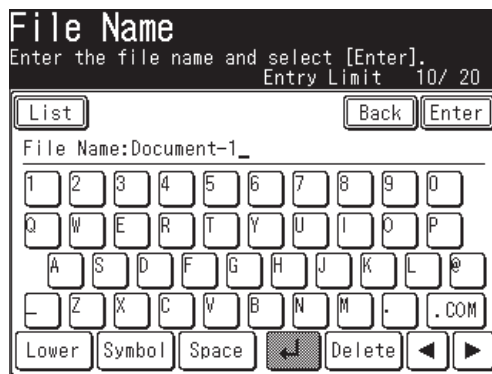 File Name
Enter the file name and select [Enter].
Entry Limit 10/ 20
List Back Enter
File Name:Document-1_
1 2 3 4 5 6 7 8 9 0
Q W E R T Y U I O P
A S D F G H J K L @
_ Z X C V B N M . .COM
Lower Symbol Space ↵ Delete ◀ ▶